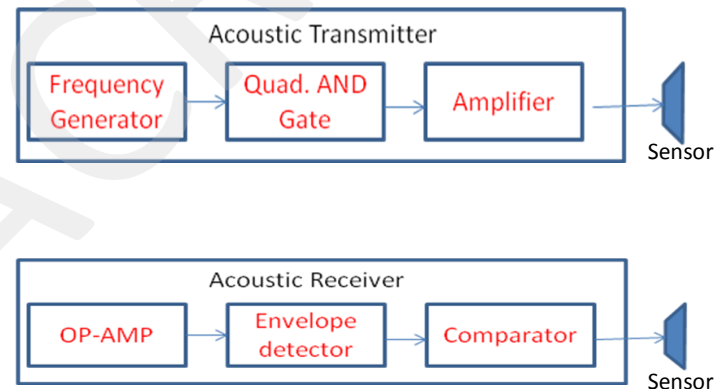 Acoustic Transmitter
Frequency
Generator
Quad. AND
Gate
Amplifier
Sensor
Acoustic Receiver
OP-AMP
Envelope
detector
Comparator
Sensor